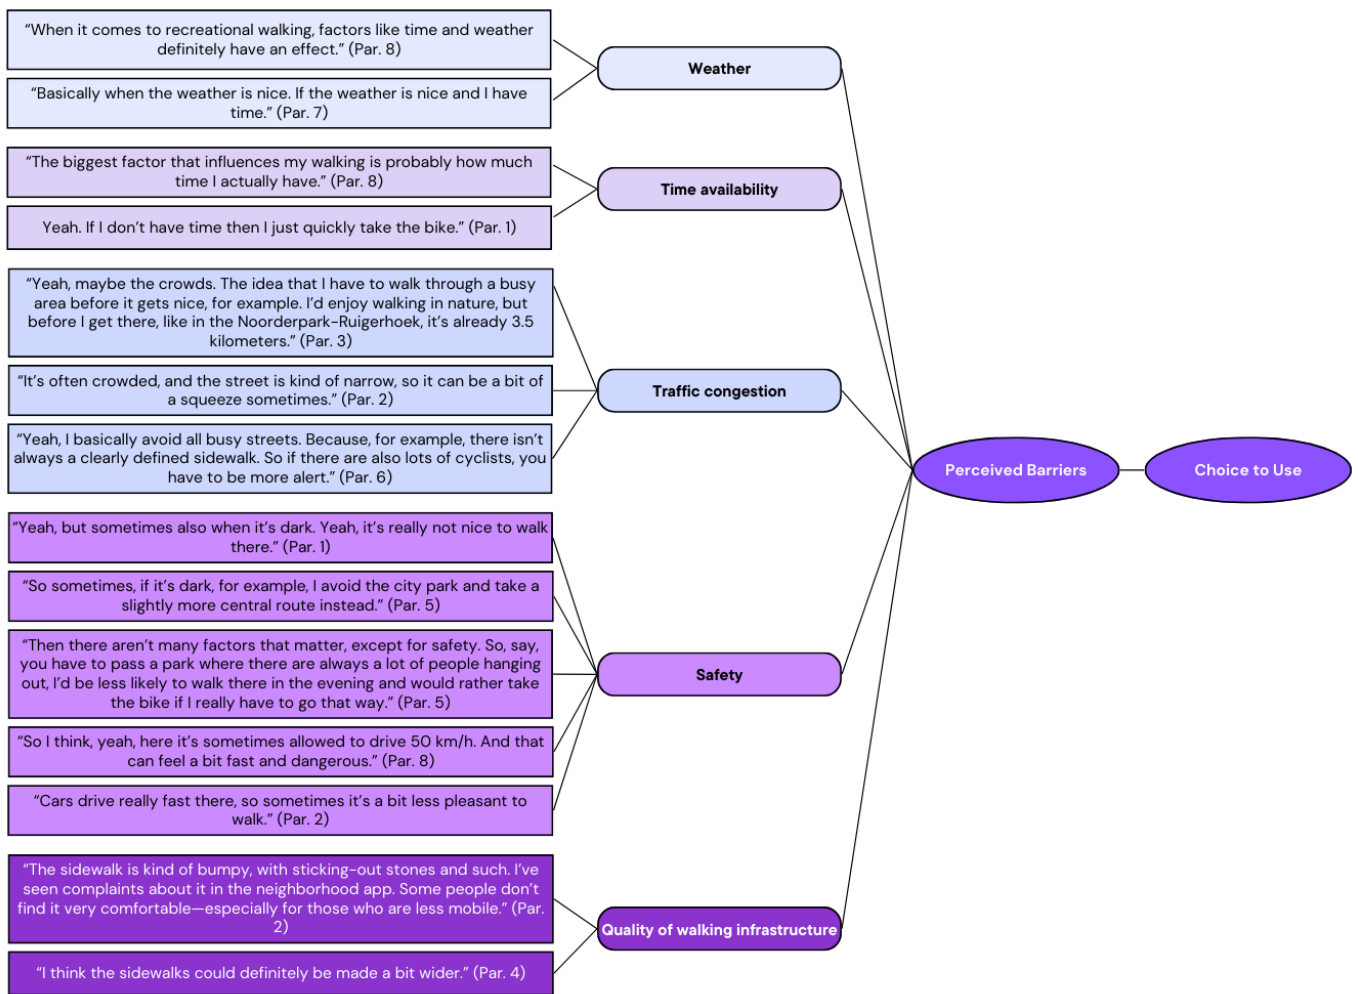 “When it comes to recreational walking, factors like time and weather
definitely have an effect.” (Par. 8)
“Basically when the weather is nice. If the weather is nice and I have
time.” (Par. 7)
Weather
“The biggest factor that influences my walking is probably how much
time I actually have.” (Par. 8)
Yeah. If I don’t have time then I just quickly take the bike.” (Par. 1)
Time availability
“Yeah, maybe the crowds. The idea that I have to walk through a busy
area before it gets nice, for example. I’d enjoy walking in nature, but
before I get there, like in the Noorderpark-Ruigerhoek, it’s already 3.5
kilometers.” (Par. 3)
“It’s often crowded, and the street is kind of narrow, so it can be a bit of
a squeeze sometimes.” (Par. 2)
“Yeah, I basically avoid all busy streets. Because, for example, there isn’t
always a clearly defined sidewalk. So if there are also lots of cyclists, you
have to be more alert.” (Par. 6)
Traffic congestion
“Yeah, but sometimes also when it’s dark. Yeah, it’s really not nice to walk
there.” (Par. 1)
“So sometimes, if it’s dark, for example, I avoid the city park and take a
slightly more central route instead.” (Par. 5)
“Then there aren’t many factors that matter, except for safety. So, say,
you have to pass a park where there are always a lot of people hanging
out, I’d be less likely to walk there in the evening and would rather take
the bike if I really have to go that way.” (Par. 5)
“So I think, yeah, here it’s sometimes allowed to drive 50 km/h. And that
can feel a bit fast and dangerous.” (Par. 8)
“Cars drive really fast there, so sometimes it’s a bit less pleasant to
walk.” (Par. 2)
Safety
“The sidewalk is kind of bumpy, with sticking-out stones and such. I’ve
seen complaints about it in the neighborhood app. Some people don’t
find it very comfortable—especially for those who are less mobile.” (Par.
2)
“I think the sidewalks could definitely be made a bit wider.” (Par. 4)
Quality of walking infrastructure
Perceived Barriers
Choice to Use